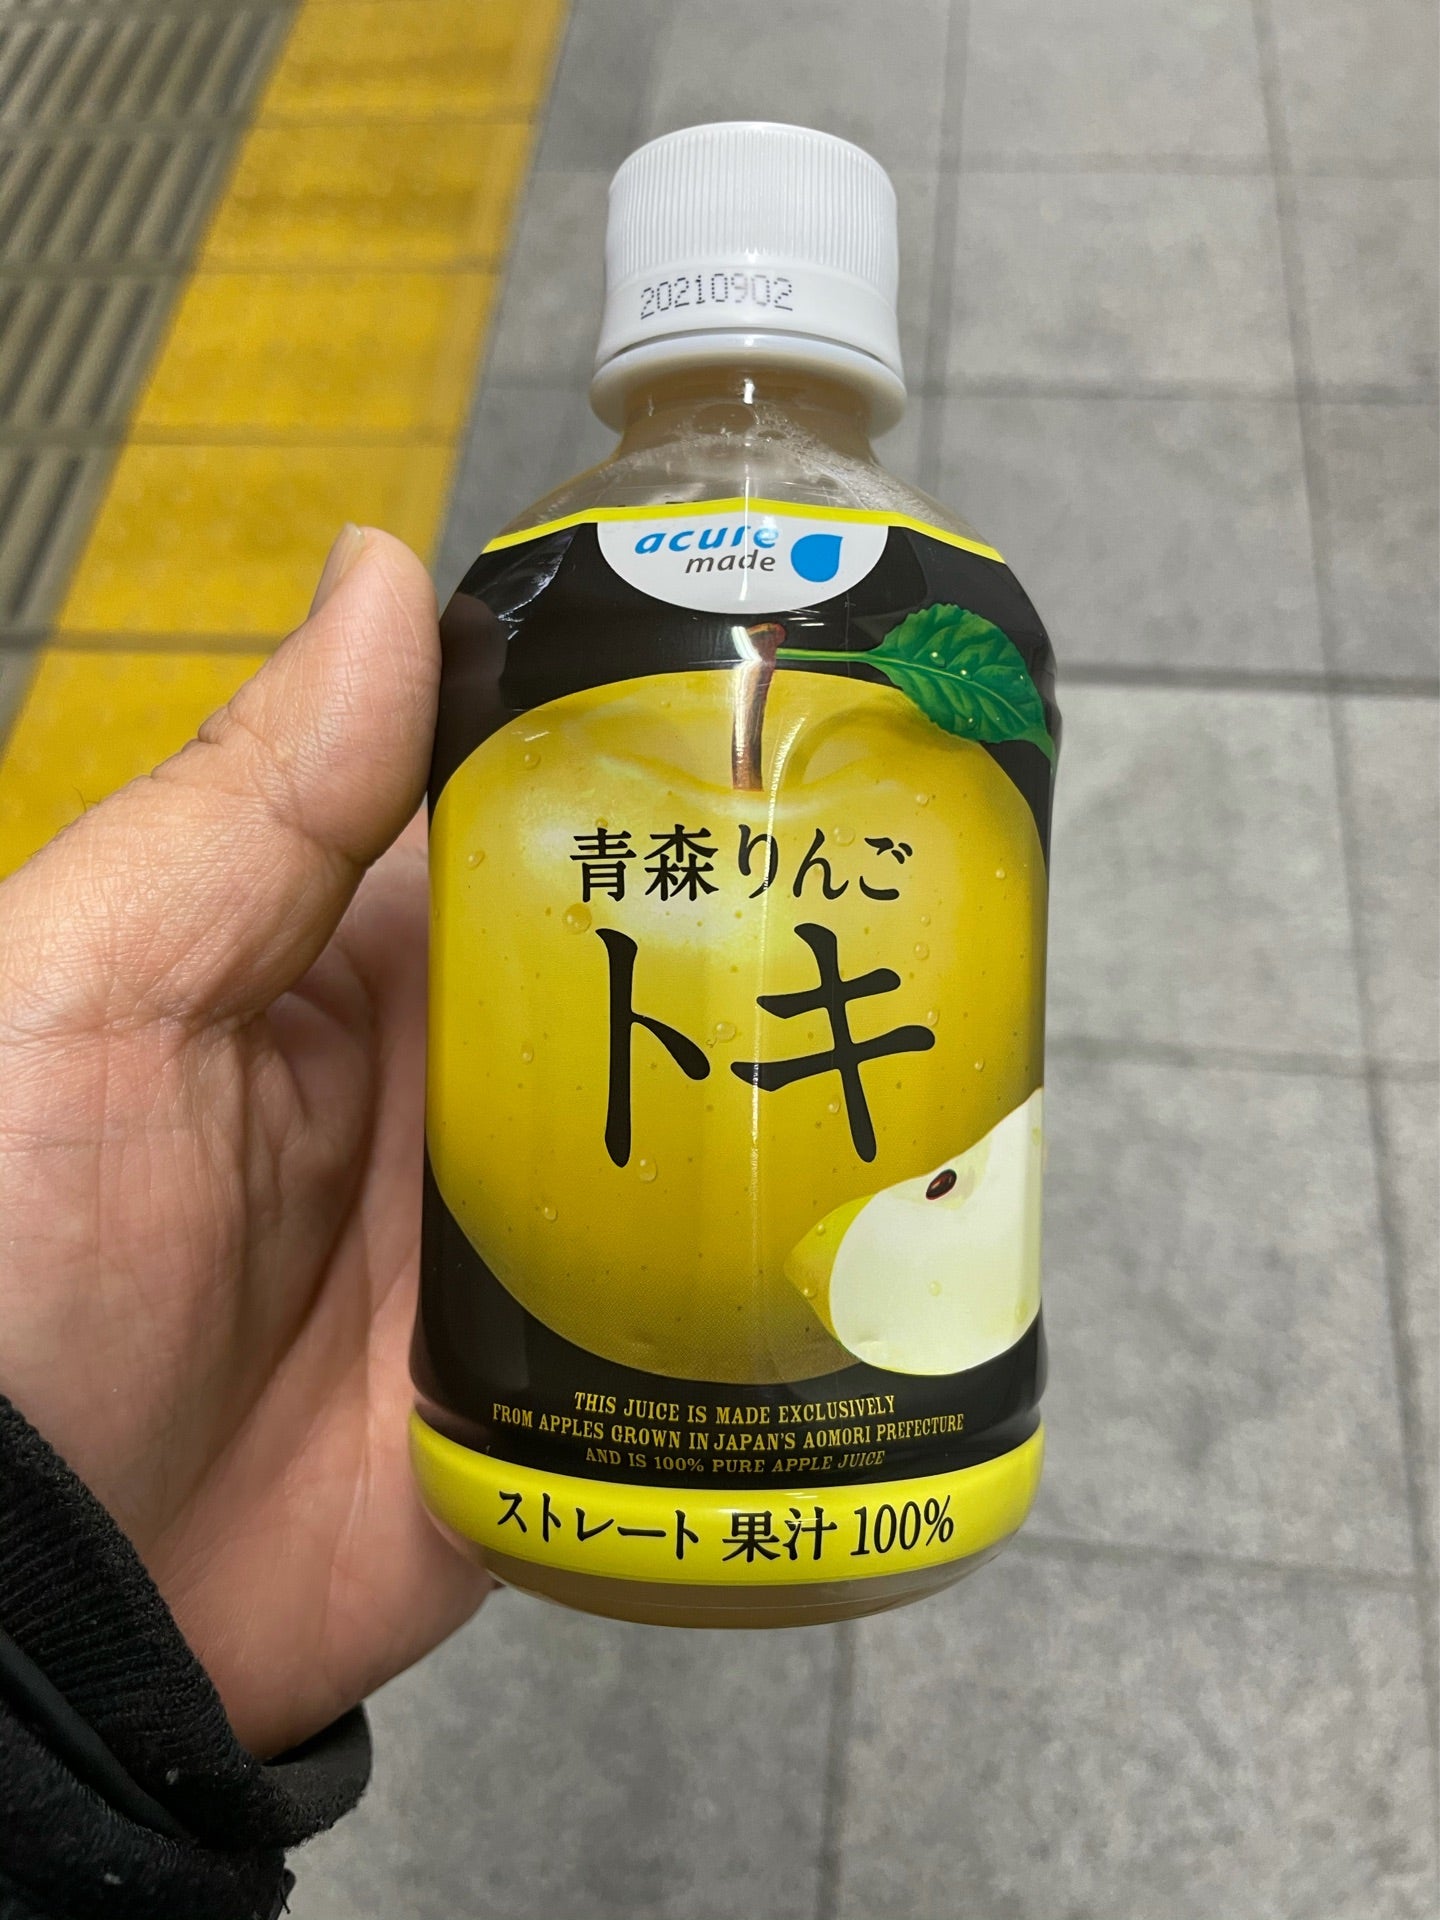 20210902
acure
made
青森りんご
トキ
THIS JUICE IS MADE EXCLUSIVELY
FROM APPLES GROWN IN JAPAN'S AOMORI PREFECTURE
AND IS 100% PURE APPLE JUICE
ストレート 果汁 100%